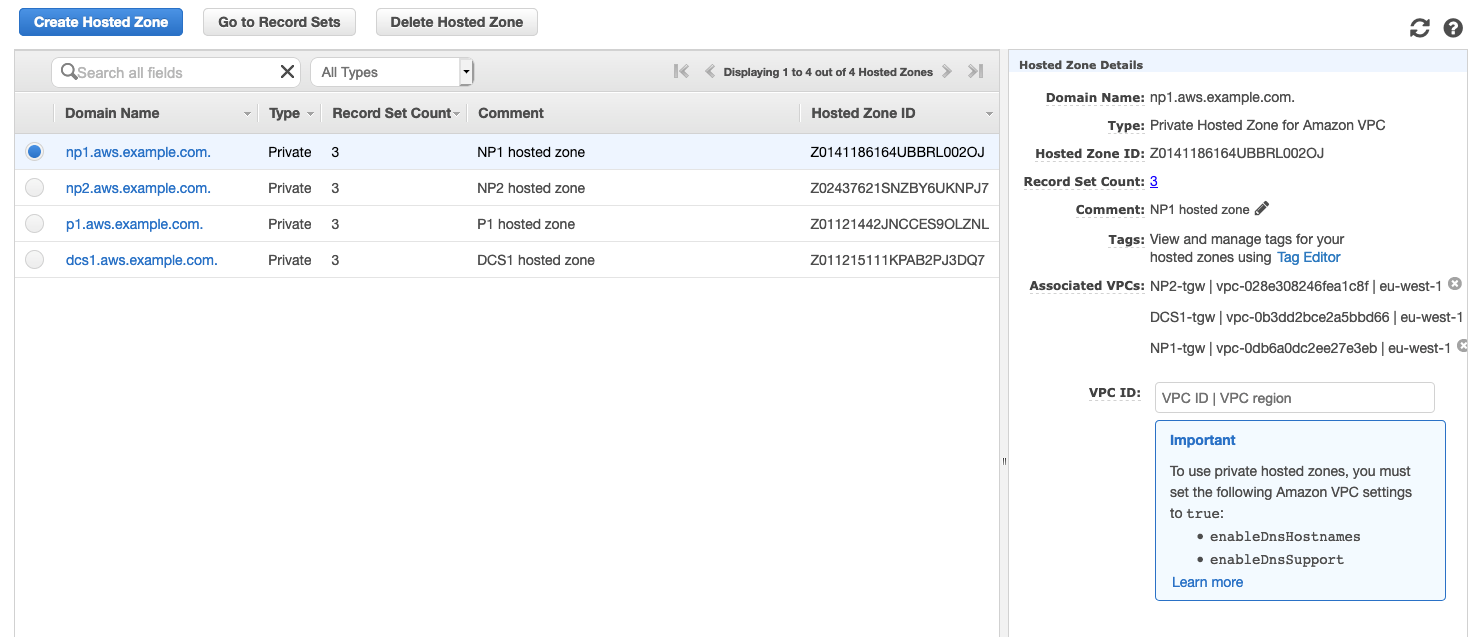 Create Hosted Zone Go to Record Sets Delete Hosted Zone
Search all fields All Types Displaying 1 to 4 out of 4 Hosted Zones
Domain Name Type Record Set Count Comment Hosted Zone ID
np1.aws.example.com. Private 3 NP1 hosted zone Z0141186164UBBRL002OJ
np2.aws.example.com. Private 3 NP2 hosted zone Z02437621SNZBY6UKNPJ7
p1.aws.example.com. Private 3 P1 hosted zone Z01121442JNCCES9OLZNL
dcs1.aws.example.com. Private 3 DCS1 hosted zone Z011215111KPAB2PJ3DQ7
Hosted Zone Details
Domain Name: np1.aws.example.com.
Type: Private Hosted Zone for Amazon VPC
Hosted Zone ID: Z0141186164UBBRL002OJ
Record Set Count: 3
Comment: NP1 hosted zone
Tags: View and manage tags for your
hosted zones using Tag Editor
Associated VPCs: NP2-tgw | vpc-028e308246fea1c8f | eu-west-1
DCS1-tgw | vpc-0b3dd2bce2a5bbd66 | eu-west-1
NP1-tgw | vpc-0db6a0dc2ee27e3eb | eu-west-1
VPC ID: VPC ID | VPC region
Important
To use private hosted zones, you must
set the following Amazon VPC settings
to true:
• enableDnsHostnames
• enableDnsSupport
Learn more